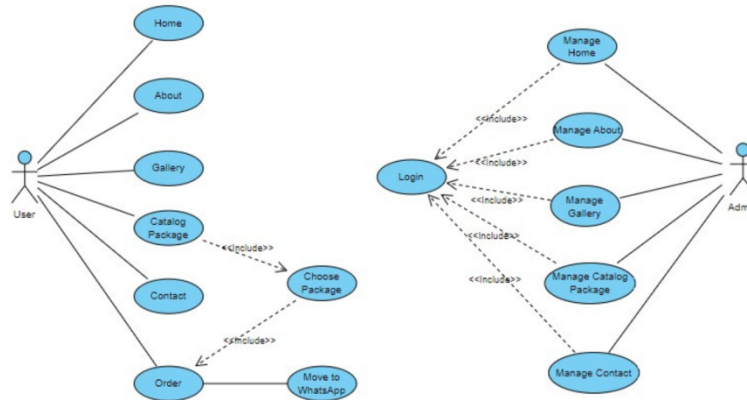 Home
About
Gallery
User
Catalog
Package
<<Include>>
Choose
Package
Contact
<<Include>>
Order
Move to
WhatsApp
Manage
Home
<<Include>>
Manage About
<<Include>>
Login
Manage
Gallery
<<Include>>
Adm
<<Include>>
Manage Catalog
Package
<<Include>>
Manage Contact